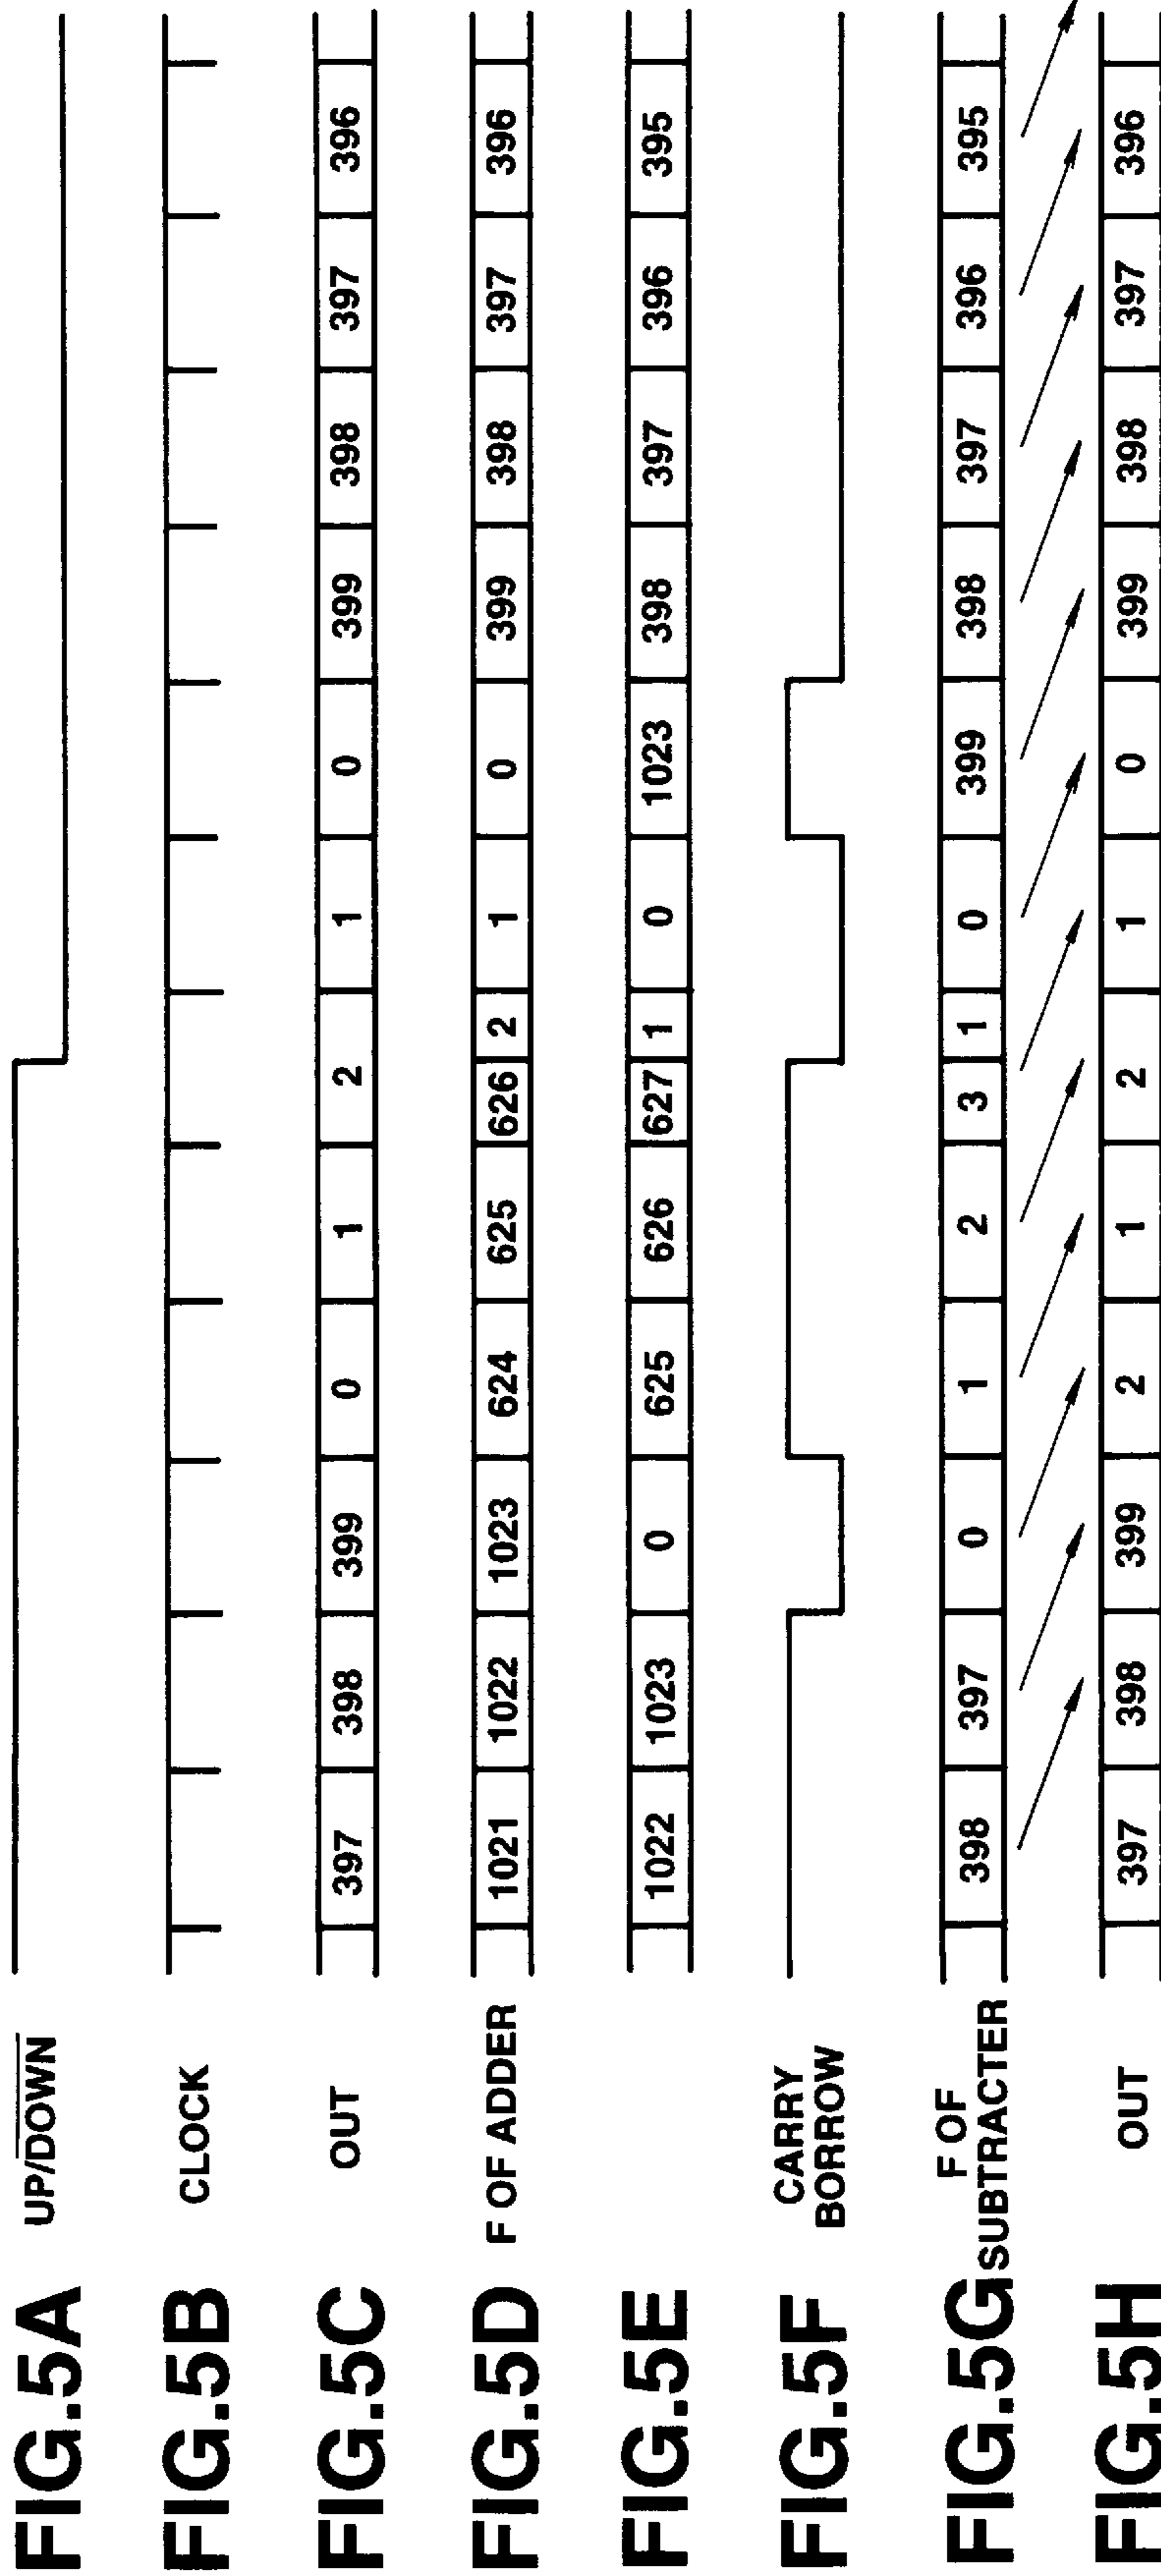 FIG.5A UP/DOWN
FIG.5B CLOCK
FIG.5C OUT 397 398 399 0 1 2 1 0 399 398 397 396
FIG.5D F OF ADDER 1021 1022 1023 624 625 626 2 1 0 399 398 397 396
FIG.5E 1022 1023 0 625 626 627 1 0 1023 398 397 396 395
FIG.5F CARRY
BORROW
FIG.5G F OF
SUBTRACTER 398 397 0 1 2 3 1 0 399 398 397 396 395
FIG.5H OUT 397 398 399 2 1 2 1 0 399 398 397 396